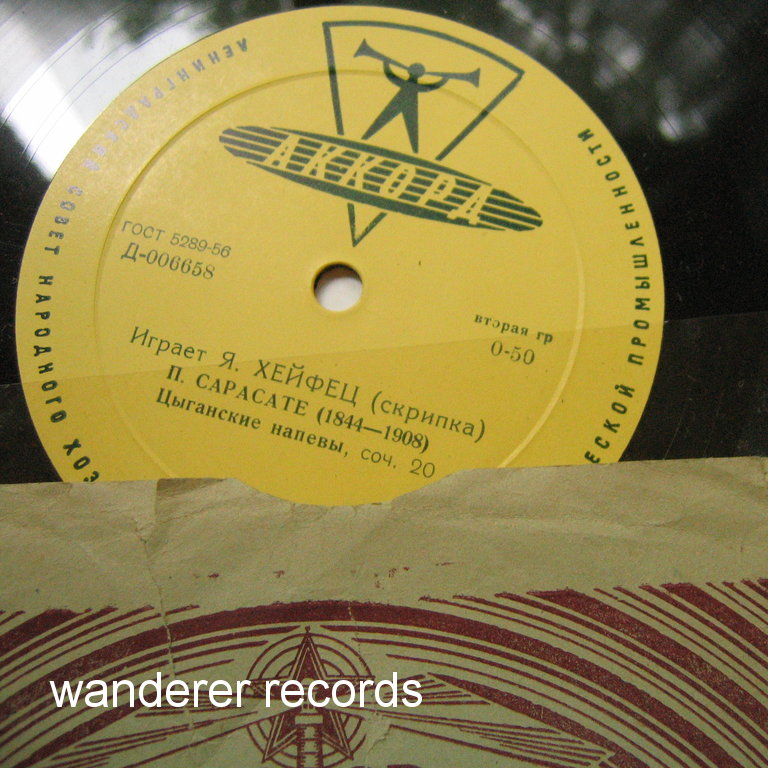 ЛЕНИНГРАДСКИЙ СОВЕТ НАРОДНОГО ХОЗ
ЕСКОЙ ПРОМЫШЛЕННОСТИ
АККОРД
ГОСТ 5289-56
Д-006658
вторая гр
0-50
Играет Я. ХЕЙФЕЦ (скрипка)
П. САРАСАТЕ (1844—1908)
Цыганские напевы, соч. 20
wanderer records